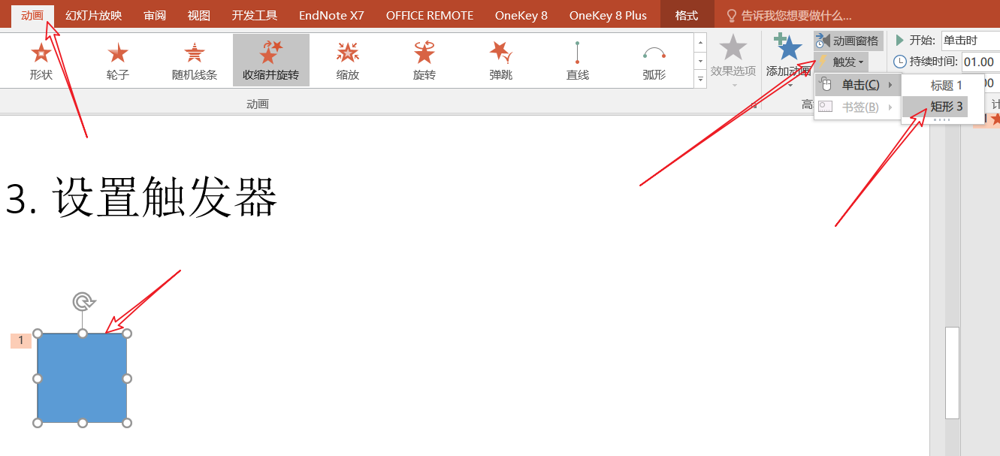 动画 幻灯片放映 审阅 视图 开发工具 EndNote X7 OFFICE REMOTE OneKey 8 OneKey 8 Plus 格式 告诉我您想要做什么...
形状 轮子 随机线条 收缩并旋转 缩放 旋转 弹跳 直线 弧形 效果选项 添加动画
动画窗格 开始: 单击时
触发 持续时间: 01.00
单击(C) 标题 1 00
书签(B) 矩形 3
动画 高 计
3. 设置触发器
1